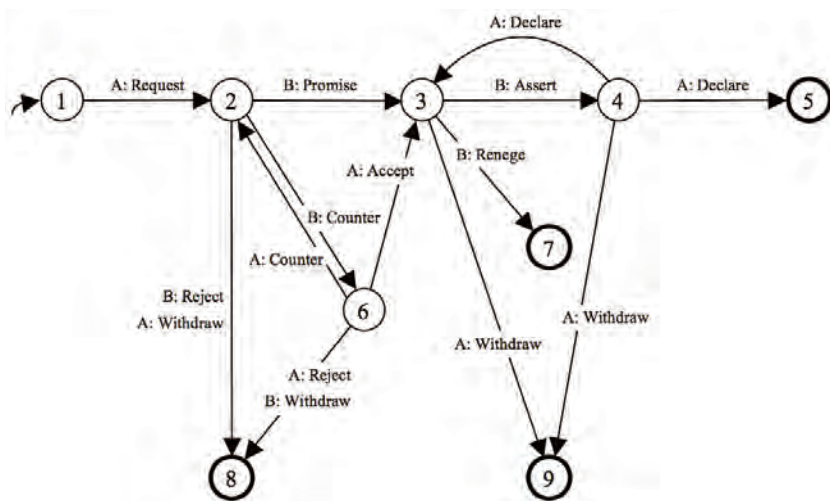 A: Declare
1
A: Request
2
B: Promise
3
B: Assert
4
A: Declare
5
A: Accept
B: Renege
B: Counter
7
A: Counter
6
B: Reject
A: Withdraw
A: Withdraw
A: Withdraw
A: Reject
B: Withdraw
8
9